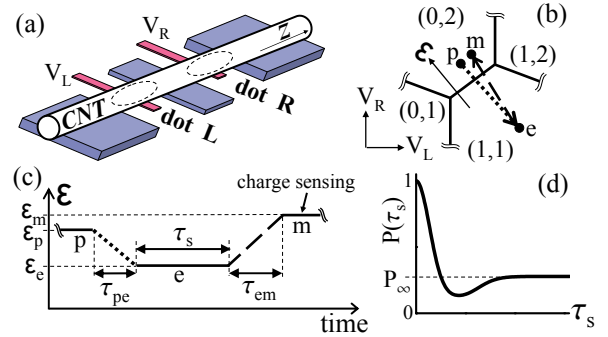 (a)
V_R
V_L
CNT
dot L
dot R
Z
(b)
(0,2)
ε
p
m
(1,2)
V_R
(0,1)
e
V_L
(1,1)
(c)
ε
charge sensing
ε_m
m
ε_p
p
τ_s
ε_e
e
τ_pe
τ_em
time
(d)
1
P(τ_s)
P_∞
0
τ_s